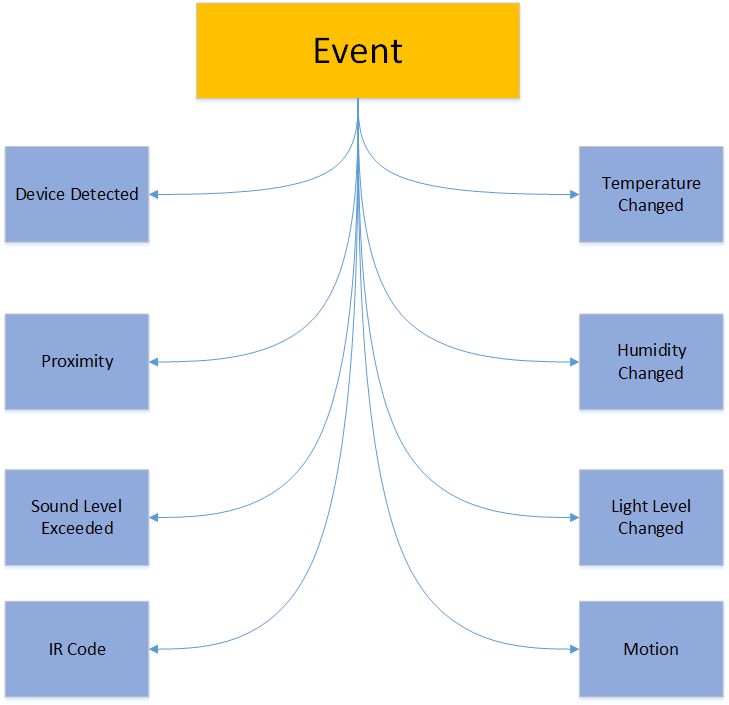 Event
Device Detected
Temperature
Changed
Proximity
Humidity
Changed
Sound Level
Exceeded
Light Level
Changed
IR Code
Motion